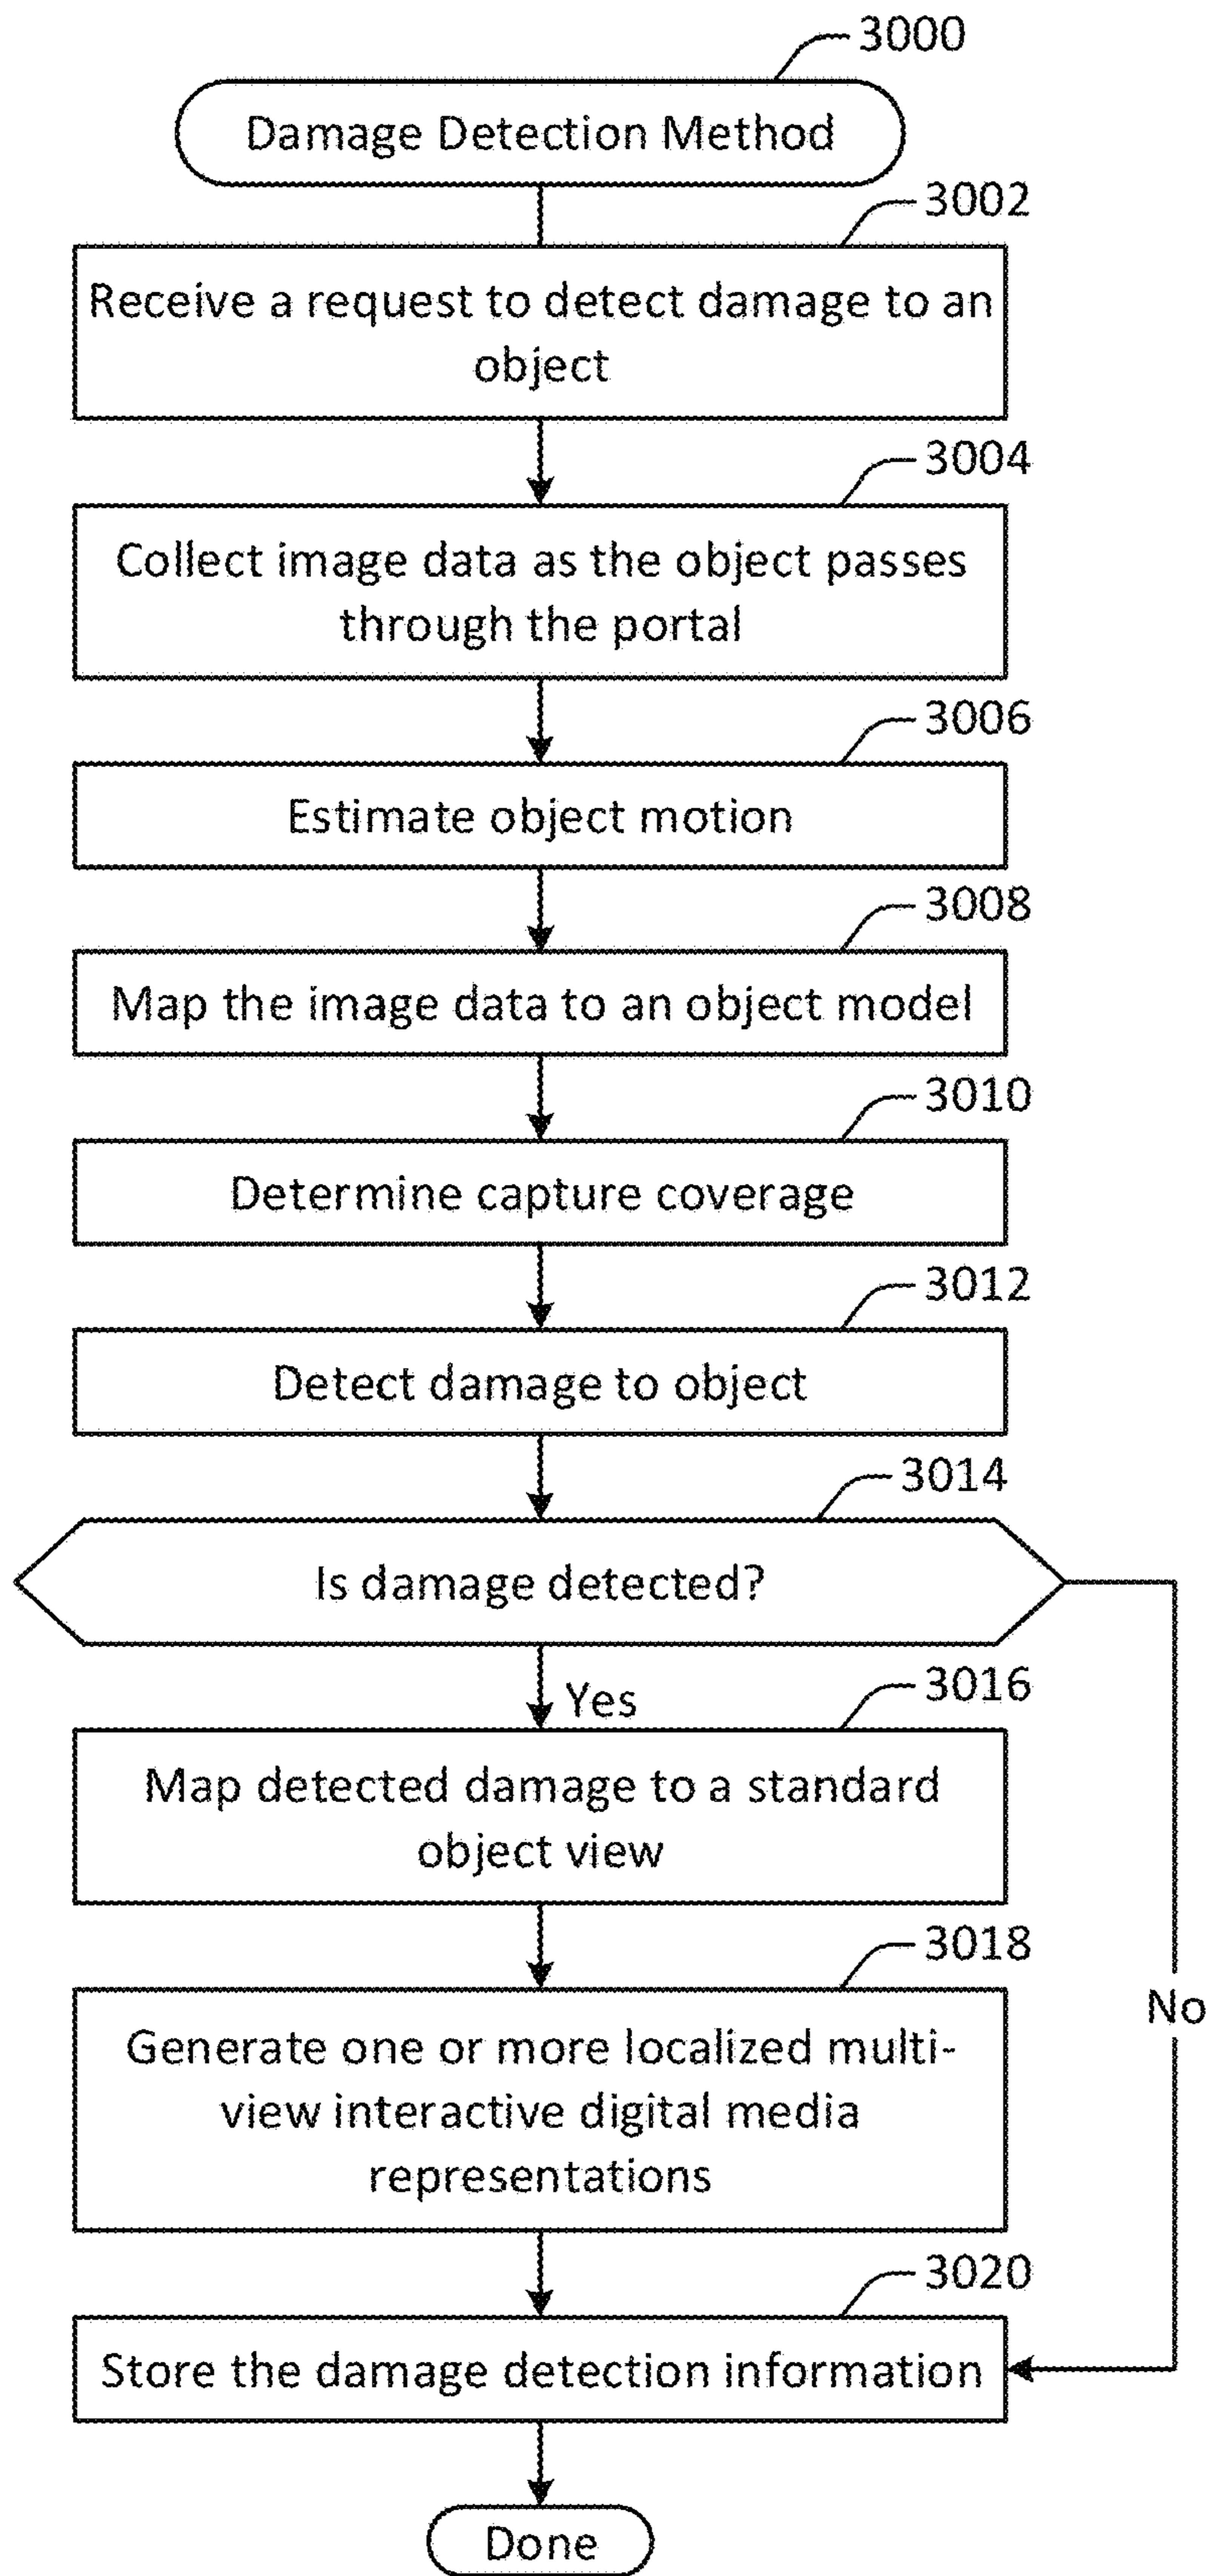 3000
Damage Detection Method
3002
Receive a request to detect damage to an
object
3004
Collect image data as the object passes
through the portal
3006
Estimate object motion
3008
Map the image data to an object model
3010
Determine capture coverage
3012
Detect damage to object
3014
Is damage detected?
Yes
3016
Map detected damage to a standard
object view
3018
No
Generate one or more localized multi-
view interactive digital media
representations
3020
Store the damage detection information
Done